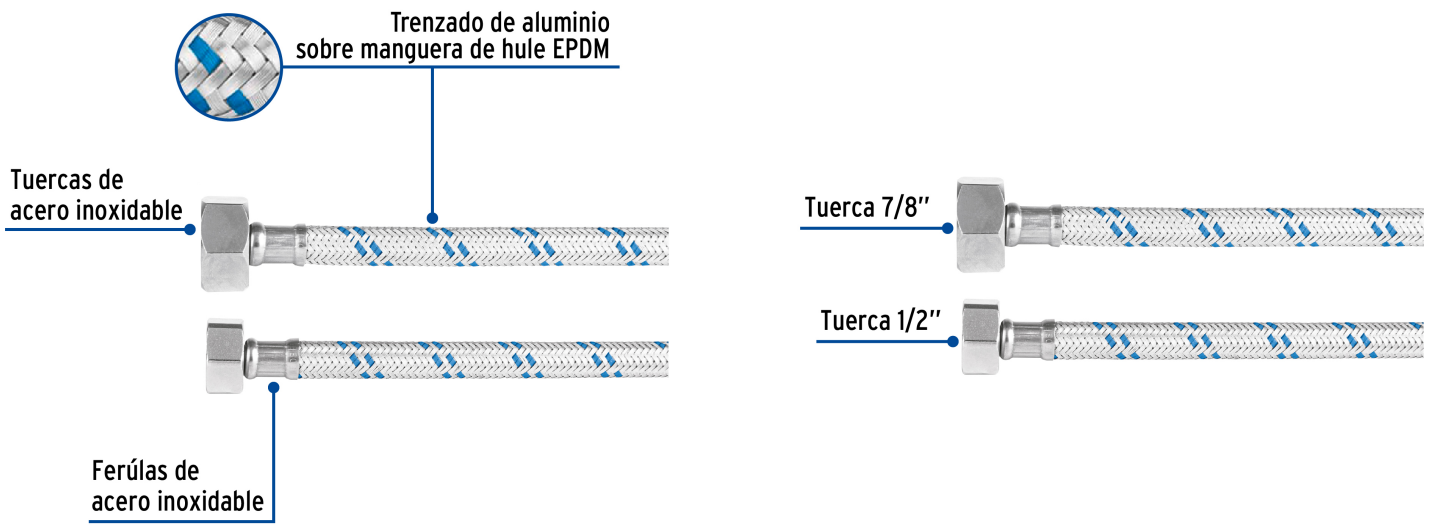 Trenzado de aluminio
sobre manguera de hule EPDM
Tuercas de
acero inoxidable
Ferúlas de
acero inoxidable
Tuerca 7/8"
Tuerca 1/2"